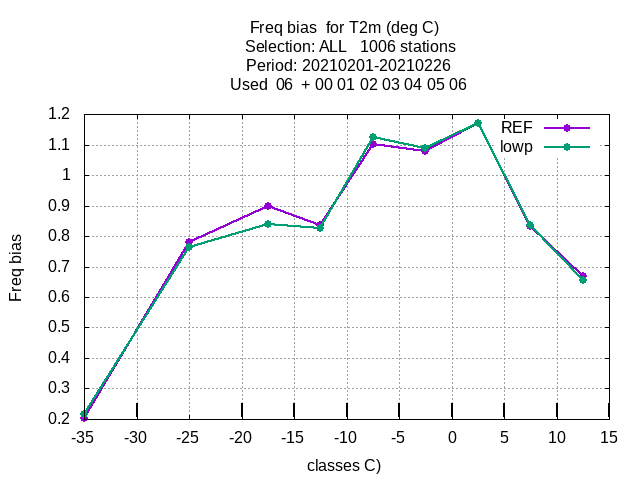 Freq bias  for T2m (deg C)
Selection: ALL   1006 stations
Period: 20210201-20210226
Used  06  + 00 01 02 03 04 05 06
REF
lowp
1.2
1.1
1
0.9
0.8
0.7
0.6
0.5
0.4
0.3
0.2
Freq bias
-35 -30 -25 -20 -15 -10 -5 0 5 10 15
classes C)